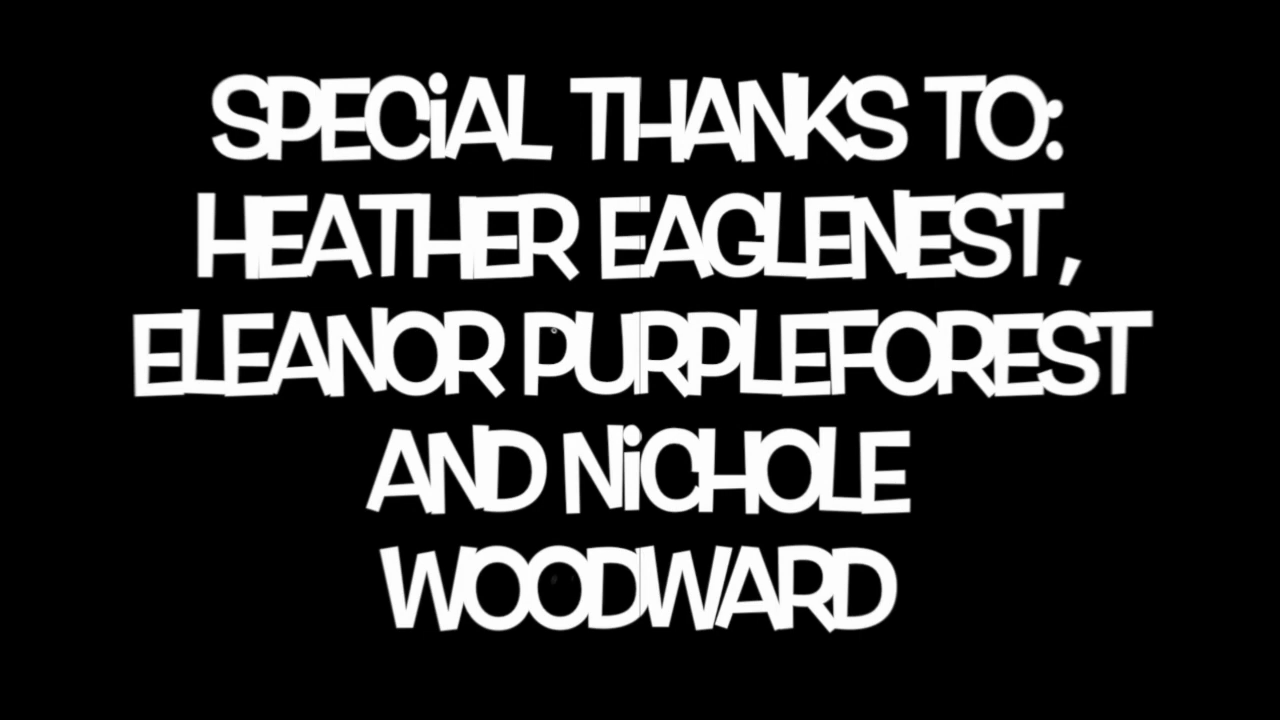 SPECiAL THANKS TO:
HEATHER EAGLENEST,
ELEANOR PURPLEFOREST
AND NiCHOLE
WOODWARD